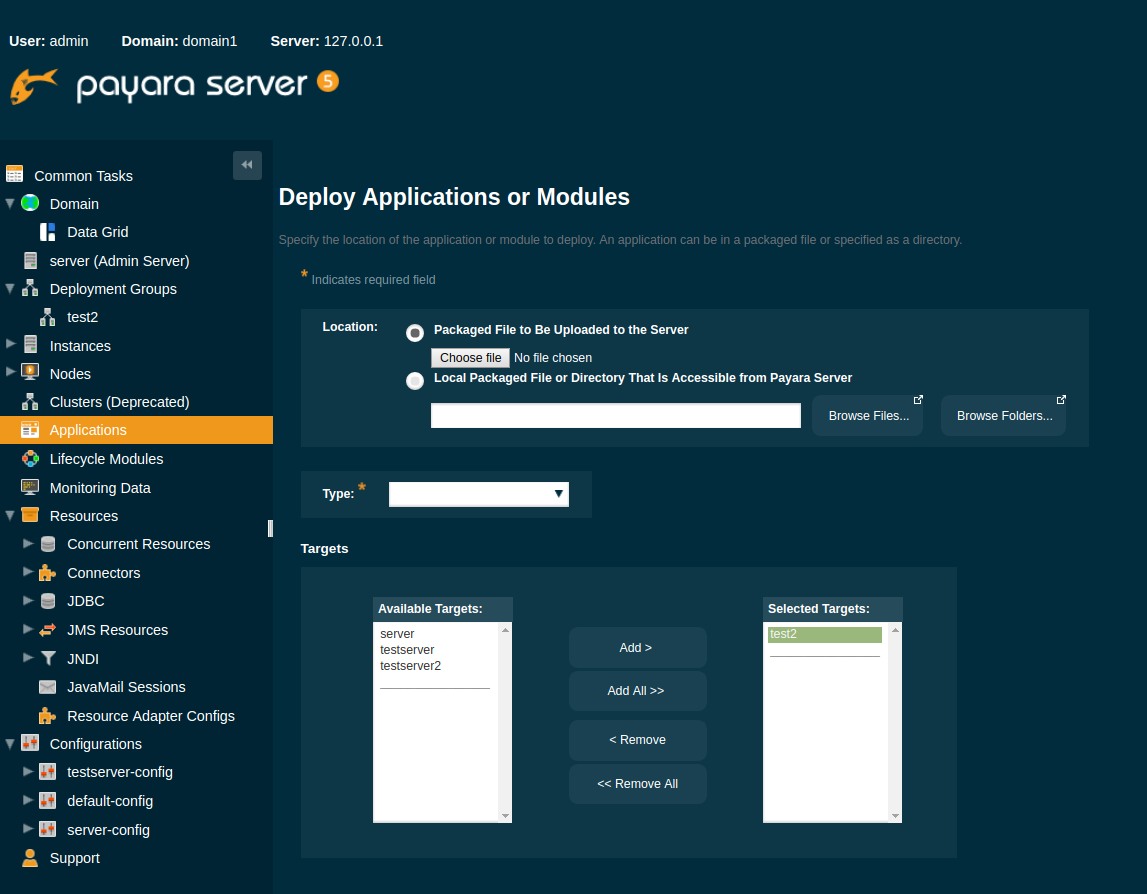 User: admin Domain: domain1 Server: 127.0.0.1
payara server 5
Common Tasks
Domain
Data Grid
server (Admin Server)
Deployment Groups
test2
Instances
Nodes
Clusters (Deprecated)
Applications
Lifecycle Modules
Monitoring Data
Resources
Concurrent Resources
Connectors
JDBC
JMS Resources
JNDI
JavaMail Sessions
Resource Adapter Configs
Configurations
testserver-config
default-config
server-config
Support
Deploy Applications or Modules
Specify the location of the application or module to deploy. An application can be in a packaged file or specified as a directory.
* Indicates required field
Location:
Packaged File to Be Uploaded to the Server
Choose file No file chosen
Local Packaged File or Directory That Is Accessible from Payara Server
Browse Files... Browse Folders...
Type: *
Targets
Available Targets:
server
testserver
testserver2
Add >
Add All >>
< Remove
<< Remove All
Selected Targets:
test2